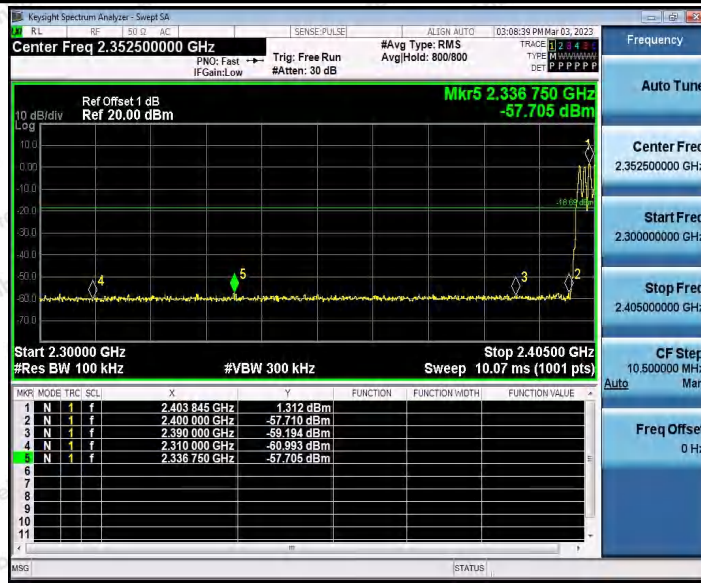 Keysight Spectrum Analyzer - Swept SA
RL RF 50 Ω AC SENSE:PULSE ALIGN AUTO 03:08:39 PM Mar 03, 2023
Center Freq 2.352500000 GHz
PNO: Fast
IFGain:Low
Trig: Free Run
#Atten: 30 dB
#Avg Type: RMS
Avg|Hold: 800/800
TRACE 1 2 3 4 5 6
TYPE M WWWWW
DET P P P P P P
Ref Offset 1 dB
10 dB/div Ref 20.00 dBm
Log
Mkr5 2.336 750 GHz
-57.705 dBm
10.0
0.00
-10.0
-20.0
-30.0
-40.0
-50.0
-60.0
-70.0
1
-18.69 dBm
4
5
3
2
Start 2.30000 GHz Stop 2.40500 GHz
#Res BW 100 kHz #VBW 300 kHz Sweep 10.07 ms (1001 pts)
MKR MODE TRC SCL X Y FUNCTION FUNCTION WIDTH FUNCTION VALUE
1 N 1 f 2.403 845 GHz 1.312 dBm
2 N 1 f 2.400 000 GHz -57.710 dBm
3 N 1 f 2.390 000 GHz -59.194 dBm
4 N 1 f 2.310 000 GHz -60.993 dBm
5 N 1 f 2.336 750 GHz -57.705 dBm
6
7
8
9
10
11
MSG STATUS
Frequency
Auto Tune
Center Freq
2.352500000 GHz
Start Freq
2.300000000 GHz
Stop Freq
2.405000000 GHz
CF Step
10.500000 MHz
Auto Man
Freq Offset
0 Hz